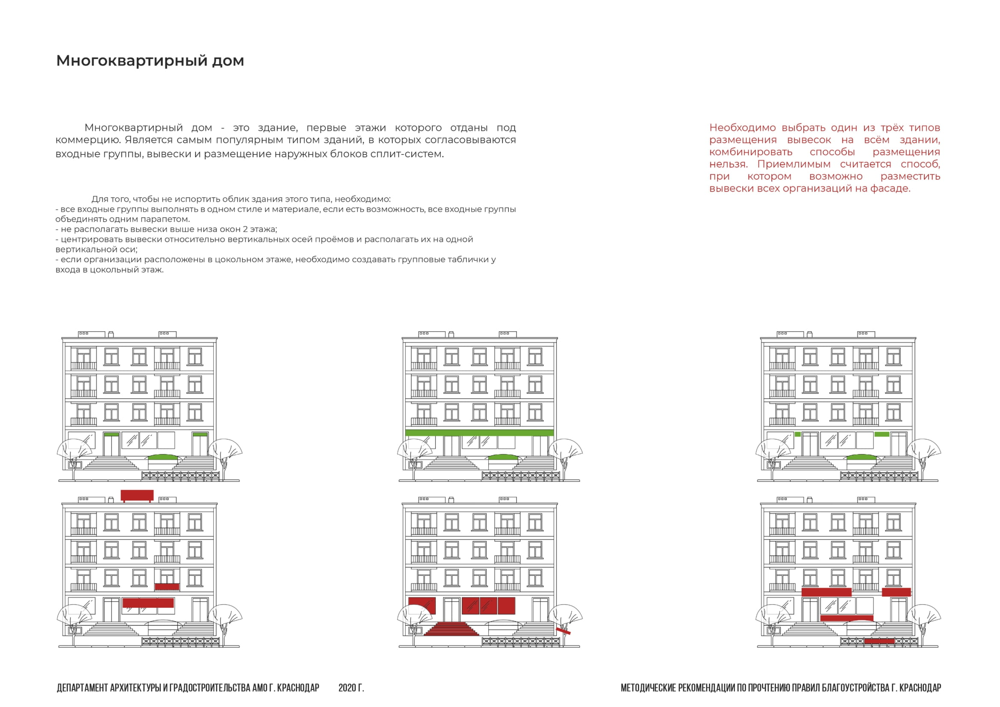 Многоквартирный дом
Многоквартирный дом - это здание, первые этажи которого отданы под
коммерцию. Является самым популярным типом зданий, в которых согласовываются
входные группы, вывески и размещение наружных блоков сплит-систем.
Для того, чтобы не испортить облик здания этого типа, необходимо:
- все входные группы выполнять в одном стиле и материале, если есть возможность, все входные группы
объединять одним парапетом.
- не располагать вывески выше низа окон 2 этажа;
- центрировать вывески относительно вертикальных осей проёмов и располагать их на одной
вертикальной оси;
- если организации расположены в цокольном этаже, необходимо создавать групповые таблички у
входа в цокольный этаж.
Необходимо выбрать один из трёх типов
размещения вывесок на всём здании,
комбинировать способы размещения
нельзя. Приемлимым считается способ,
при котором возможно разместить
вывески всех организаций на фасаде.
ДЕПАРТАМЕНТ АРХИТЕКТУРЫ И ГРАДОСТРОИТЕЛЬСТВА АМО Г. КРАСНОДАР 2020 Г.
МЕТОДИЧЕСКИЕ РЕКОМЕНДАЦИИ ПО ПРОЧТЕНИЮ ПРАВИЛ БЛАГОУСТРОЙСТВА Г. КРАСНОДАР